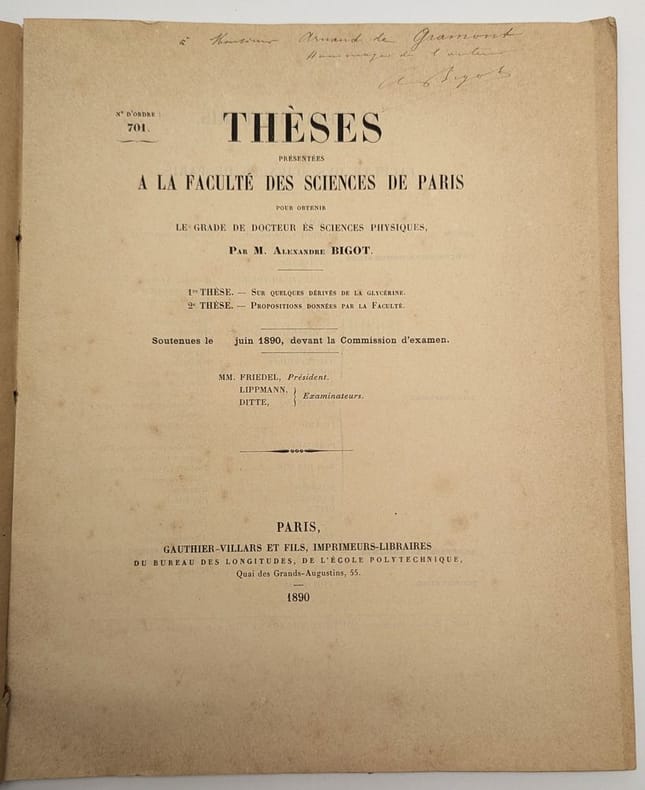 à Monsieur Arnaud de Gramont
Hommage de l'auteur
A. Bigot
N° D'ORDRE
701.
THÈSES
PRÉSENTÉES
A LA FACULTÉ DES SCIENCES DE PARIS
POUR OBTENIR
LE GRADE DE DOCTEUR ÈS SCIENCES PHYSIQUES,
PAR M. ALEXANDRE BIGOT.
1re THÈSE. — SUR QUELQUES DÉRIVÉS DE LA GLYCÉRINE.
2e THÈSE. — PROPOSITIONS DONNÉES PAR LA FACULTÉ.
Soutenues le juin 1890, devant la Commission d'examen.
MM. FRIEDEL, Président.
LIPPMANN, } Examinateurs.
DITTE,
PARIS,
GAUTHIER-VILLARS ET FILS, IMPRIMEURS-LIBRAIRES
DU BUREAU DES LONGITUDES, DE L'ÉCOLE POLYTECHNIQUE,
Quai des Grands-Augustins, 55.
1890